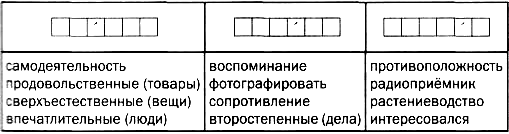 самодеятельность
продовольственные (товары)
сверхъестественные (вещи)
впечатлительные (люди)
воспоминание
фотографировать
сопротивление
второстепенные (дела)
противоположность
радиоприёмник
растениеводство
интересовался